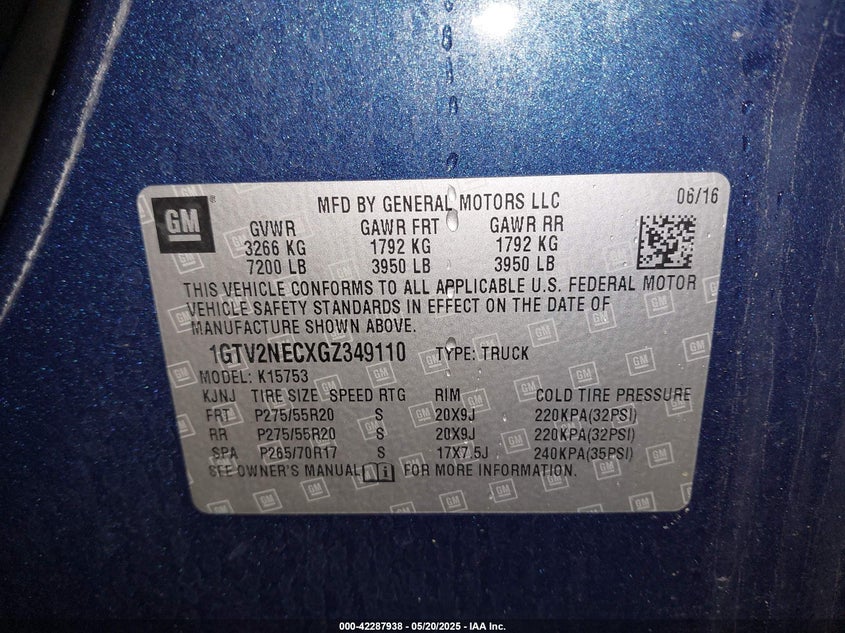 GM
MFD BY GENERAL MOTORS LLC 06/16
GVWR GAWR FRT GAWR RR
3266 KG 1792 KG 1792 KG
7200 LB 3950 LB 3950 LB
THIS VEHICLE CONFORMS TO ALL APPLICABLE U.S. FEDERAL MOTOR
VEHICLE SAFETY STANDARDS IN EFFECT ON THE DATE OF
MANUFACTURE SHOWN ABOVE.
1GTV2NECXGZ349110 TYPE: TRUCK
MODEL: K15753
KJNJ TIRE SIZE SPEED RTG RIM COLD TIRE PRESSURE
FRT P275/55R20 S 20X9J 220KPA(32PSI)
RR P275/55R20 S 20X9J 220KPA(32PSI)
SPA P265/70R17 S 17X7.5J 240KPA(35PSI)
SEE OWNER'S MANUAL i FOR MORE INFORMATION.
000-42287938 - 05/20/2025 - IAA Inc.